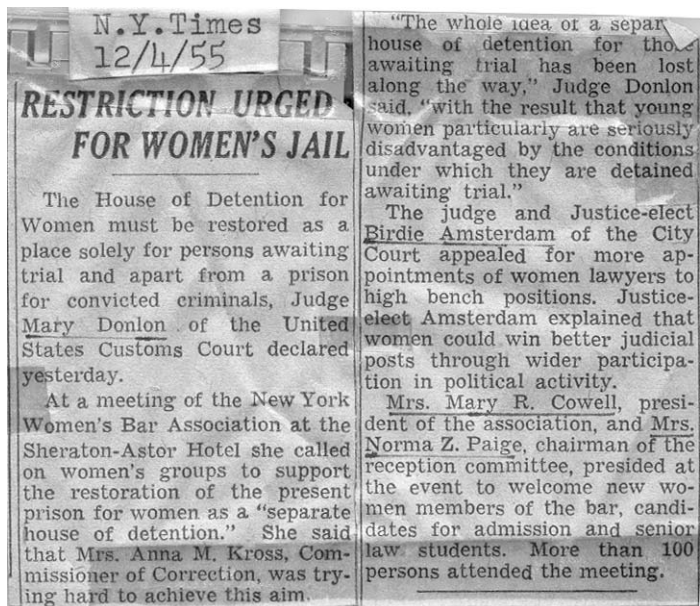 N.Y.Times
12/4/55
RESTRICTION URGED
FOR WOMEN'S JAIL
The House of Detention for
Women must be restored as a
place solely for persons awaiting
trial and apart from a prison
for convicted criminals, Judge
Mary Donlon of the United
States Customs Court declared
yesterday.
At a meeting of the New York
Women's Bar Association at the
Sheraton-Astor Hotel she called
on women's groups to support
the restoration of the present
prison for women as a "separate
house of detention." She said
that Mrs. Anna M. Kross, Com-
missioner of Correction, was try-
ing hard to achieve this aim.
"The whole idea of a separ
house of detention for thos
awaiting trial has been lost
along the way," Judge Donlon
said, "with the result that young
women particularly are seriously
disadvantaged by the conditions
under which they are detained
awaiting trial."
The judge and Justice-elect
Birdie Amsterdam of the City
Court appealed for more ap-
pointments of women lawyers to
high bench positions. Justice-
elect Amsterdam explained that
women could win better judicial
posts through wider participa-
tion in political activity.
Mrs. Mary R. Cowell, presi-
dent of the association, and Mrs.
Norma Z. Paige, chairman of the
reception committee, presided at
the event to welcome new wo-
men members of the bar, candi-
dates for admission and senior
law students. More than 100
persons attended the meeting.